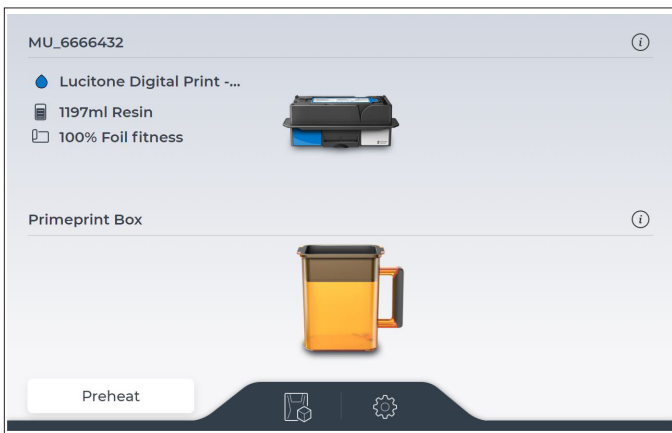 MU_6666432
Lucitone Digital Print -...
1197ml Resin
100% Foil fitness
Primeprint Box
Preheat